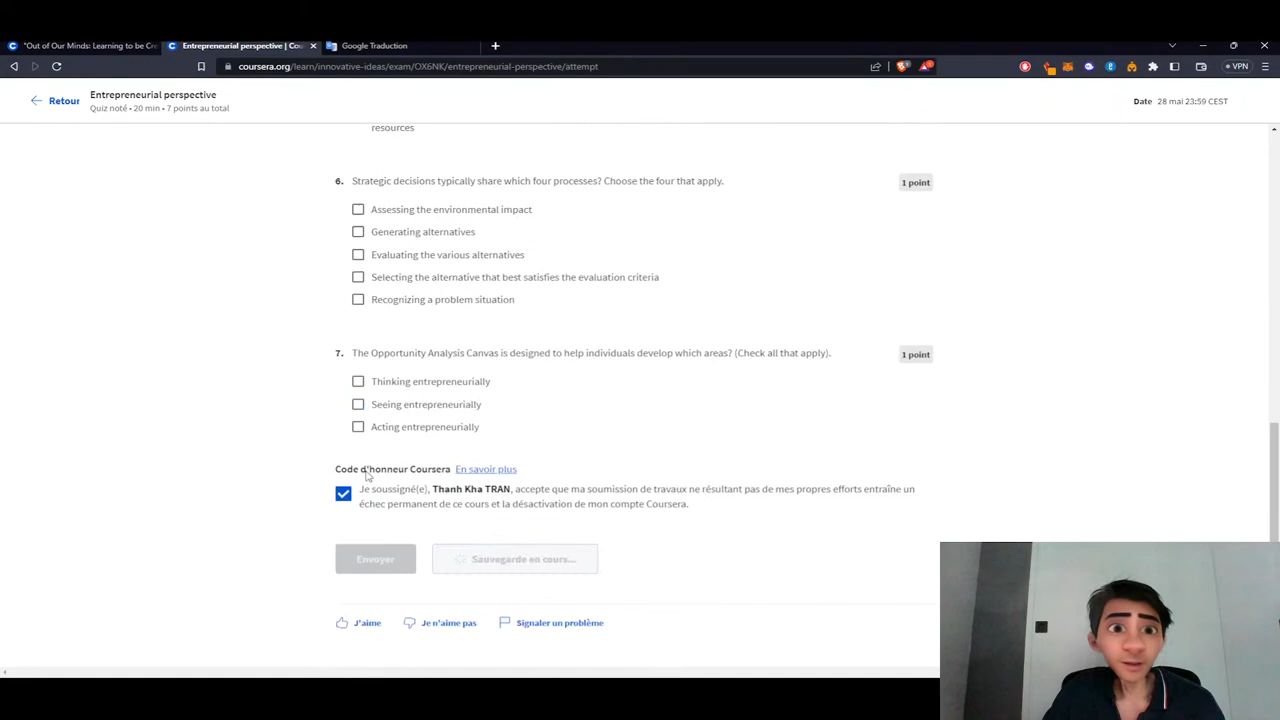 "Out of Our Minds: Learning to be Cre
Entrepreneurial perspective | Cou
Google Traduction
coursera.org/learn/innovative-ideas/exam/OX6NK/entrepreneurial-perspective/attempt
VPN
Retour
Entrepreneurial perspective
Quiz noté • 20 min • 7 points au total
Date 28 mai 23:59 CEST
resources
6. Strategic decisions typically share which four processes? Choose the four that apply.
1 point
Assessing the environmental impact
Generating alternatives
Evaluating the various alternatives
Selecting the alternative that best satisfies the evaluation criteria
Recognizing a problem situation
7. The Opportunity Analysis Canvas is designed to help individuals develop which areas? (Check all that apply).
1 point
Thinking entrepreneurially
Seeing entrepreneurially
Acting entrepreneurially
Code d'honneur Coursera En savoir plus
Je soussigné(e), Thanh Kha TRAN, accepte que ma soumission de travaux ne résultant pas de mes propres efforts entraîne un
échec permanent de ce cours et la désactivation de mon compte Coursera.
Envoyer
Sauvegarde en cours...
J'aime
Je n'aime pas
Signaler un problème